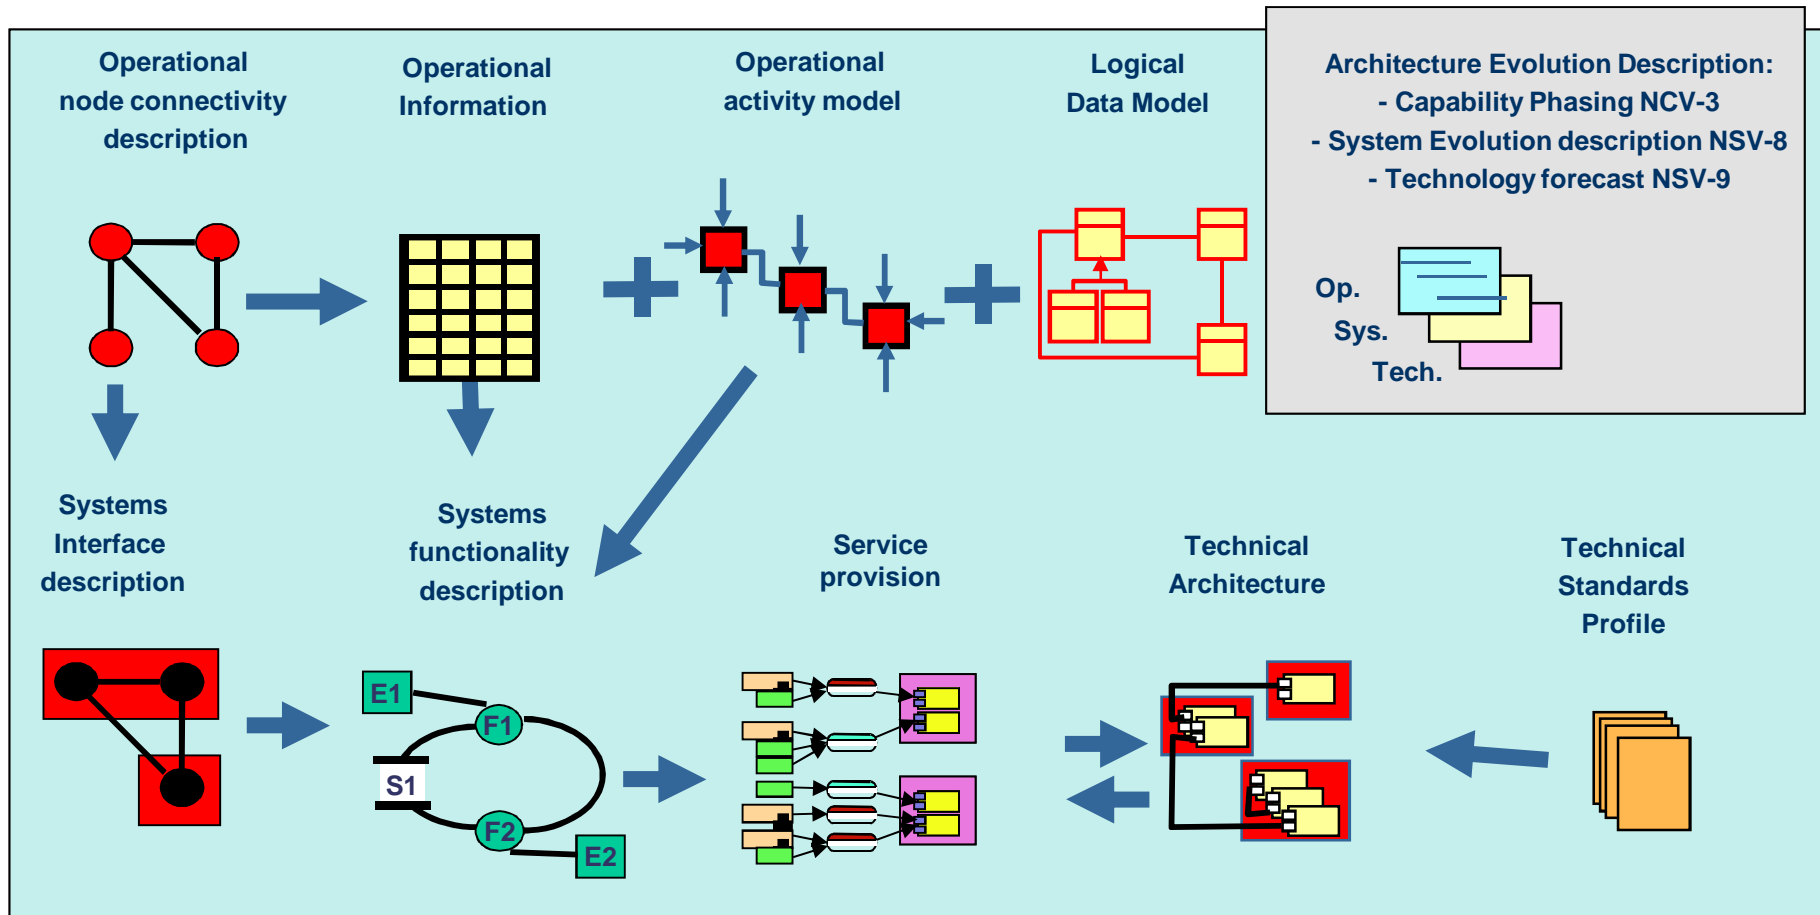 Operational
node connectivity
description
Operational
Information
Operational
activity model
Logical
Data Model
Architecture Evolution Description:
- Capability Phasing NCV-3
- System Evolution description NSV-8
- Technology forecast NSV-9
Op.
Sys.
Tech.
Systems
Interface
description
Systems
functionality
description
Service
provision
Technical
Architecture
Technical
Standards
Profile
E1
F1
S1
F2
E2